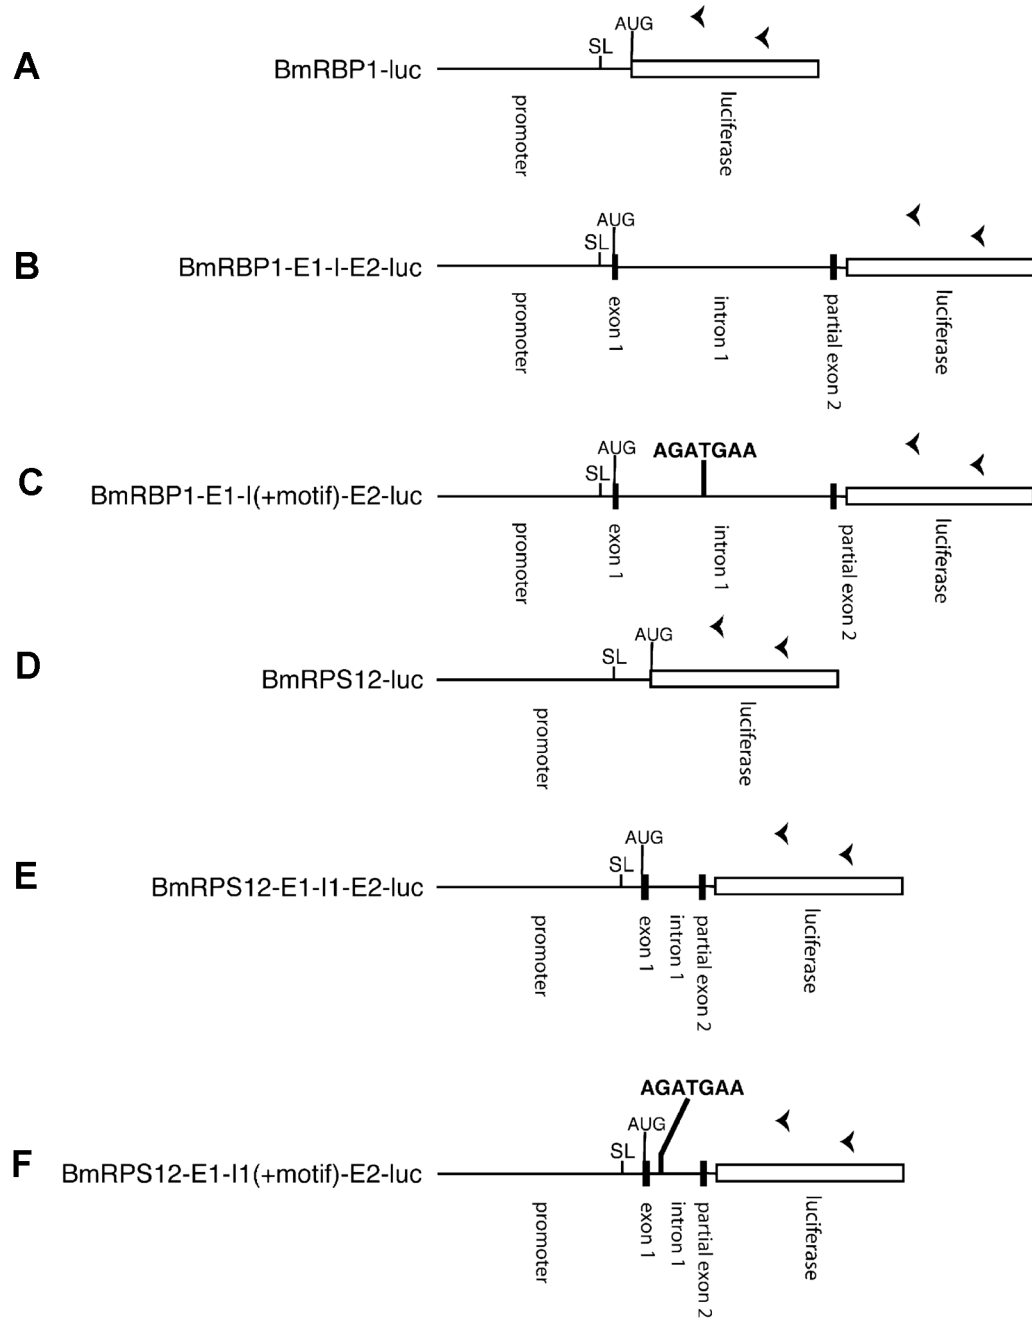 A
BmRBP1-luc
SL
AUG
promoter
luciferase
B
BmRBP1-E1-I-E2-luc
SL
AUG
promoter
exon 1
intron 1
partial exon 2
luciferase
C
BmRBP1-E1-I(+motif)-E2-luc
SL
AUG
AGATGAA
promoter
exon 1
intron 1
partial exon 2
luciferase
D
BmRPS12-luc
SL
AUG
promoter
luciferase
E
BmRPS12-E1-I1-E2-luc
SL
AUG
promoter
exon 1
intron 1
partial exon 2
luciferase
F
BmRPS12-E1-I1(+motif)-E2-luc
SL
AUG
AGATGAA
promoter
exon 1
intron 1
partial exon 2
luciferase